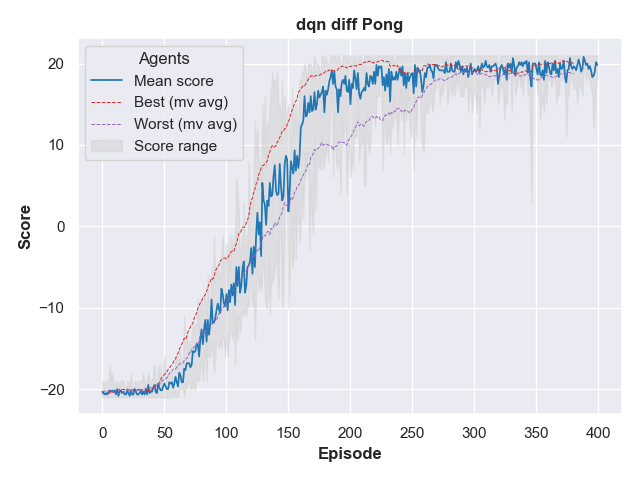 dqn diff Pong
Agents
Mean score
Best (mv avg)
Worst (mv avg)
Score range
Score
20
10
0
−10
−20
0 50 100 150 200 250 300 350 400
Episode